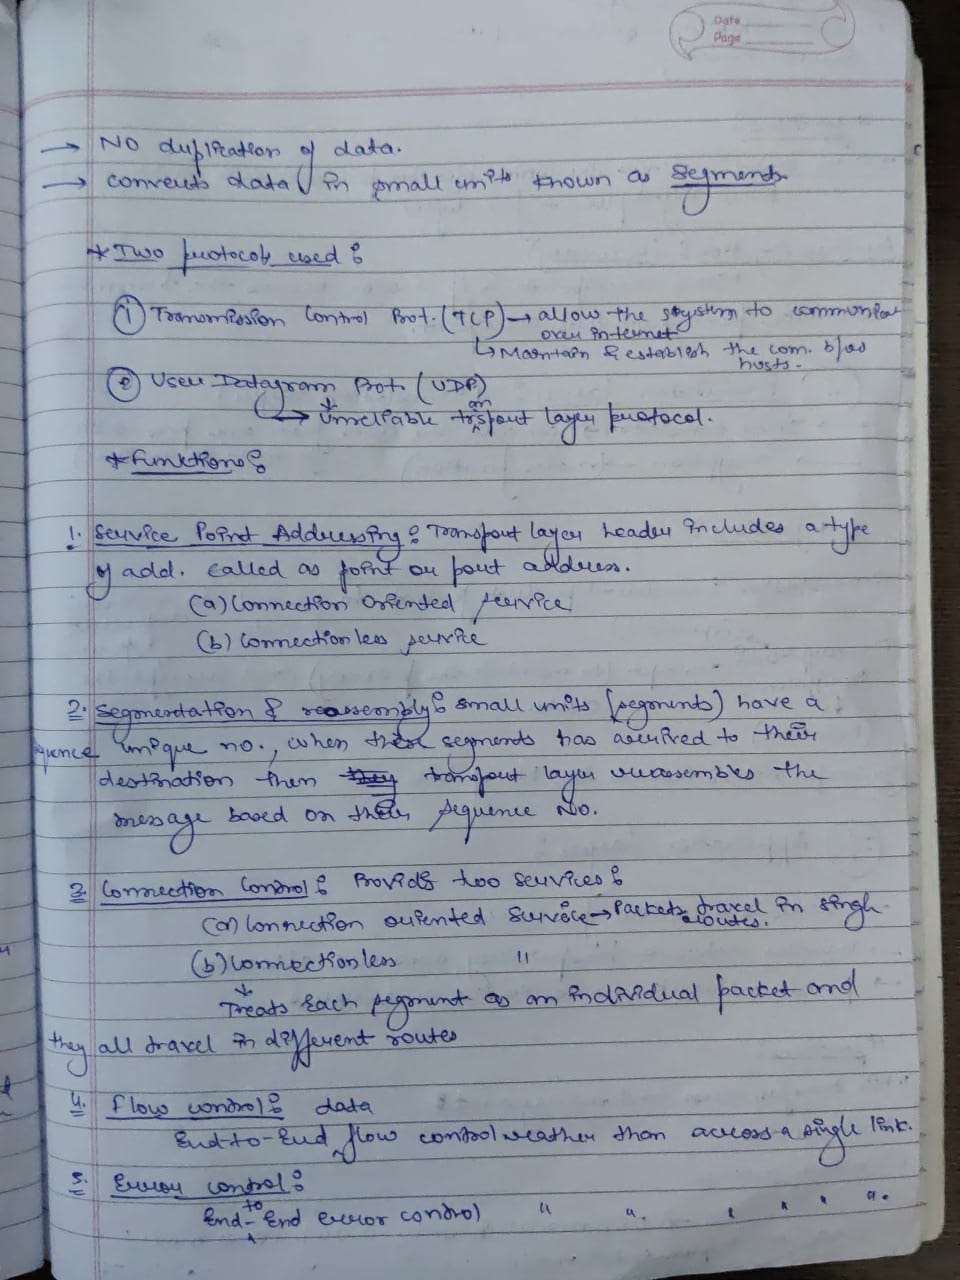 Date
Page
→ NO duplication of data.
→ converts data in small units known as segments.
* Two protocols used :
① Transmission Control Prot. (TCP) → allow the system to communicat
over internet
↳ Maintain & establish the com. b/w
hosts.
② User Datagram Prot. (UDP)
→ Unreliable transport layer protocol.
* Functions :
1. Service Point Addressing : Transport layer header includes a type
of add. called as point or port address.
(a) Connection Oriented service
(b) Connectionless service
2. Segmentation & reassembly : small units (segments) have a
sequence unique no., when these segments has arrived to their
destination then they transport layer reassembles the
message based on their sequence No.
3. Connection Control : Provids two services :
(a) Connection oriented service → Packets travel in single
routes.
(b) Connectionless "
↓
Treats Each segment as an individual packet and
they all travel in different routes
4. Flow control : data
End-to-End flow control rather than across a single link.
5. Error control :
End-to-End error control " " " " " ".